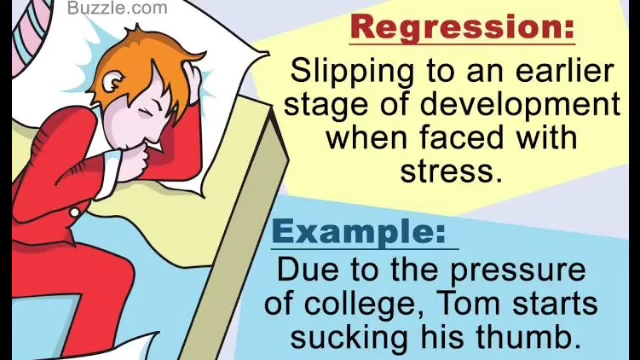 Buzzle.com
Regression:
Slipping to an earlier
stage of development
when faced with
stress.
Example:
Due to the pressure
of college, Tom starts
sucking his thumb.